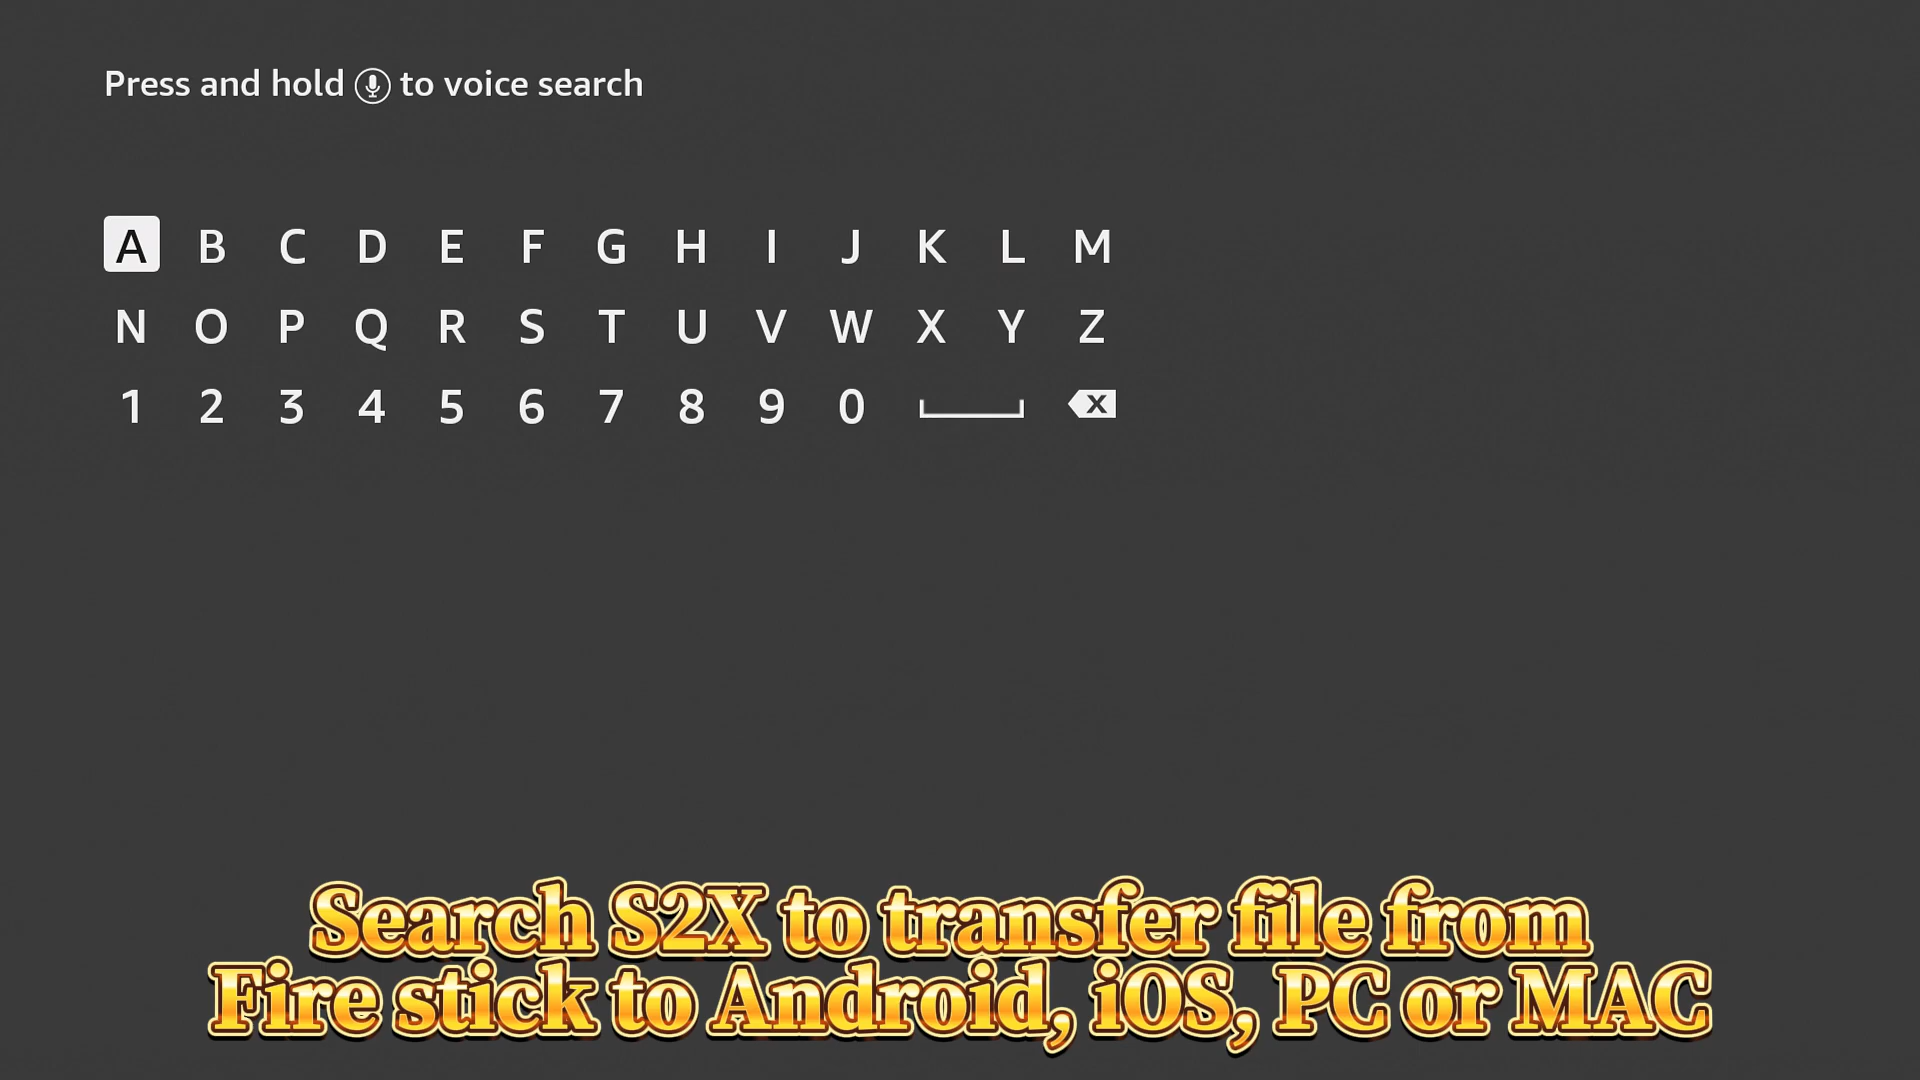 Press and hold to voice search
A B C D E F G H I J K L M
N O P Q R S T U V W X Y Z
1 2 3 4 5 6 7 8 9 0
Search S2X to transfer file from
Fire stick to Android, iOS, PC or MAC